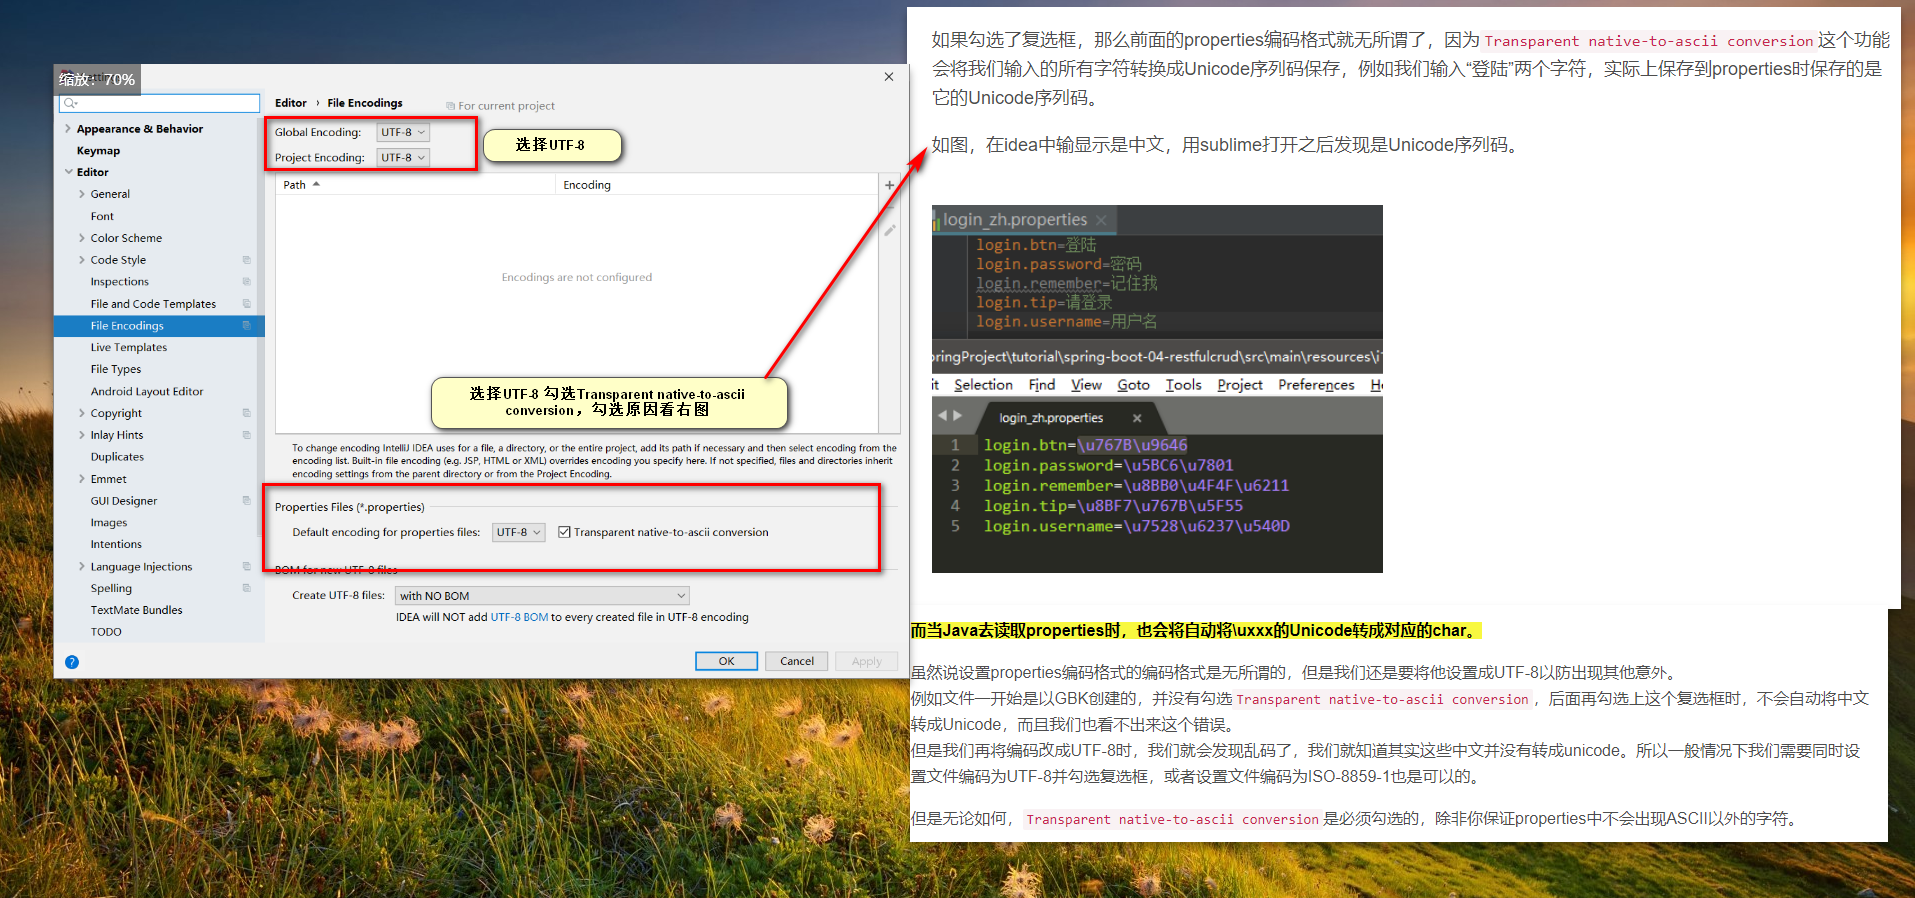 缩放：70%
Editor › File Encodings
For current project
Appearance & Behavior
Keymap
Editor
General
Font
Color Scheme
Code Style
Inspections
File and Code Templates
File Encodings
Live Templates
File Types
Android Layout Editor
Copyright
Inlay Hints
Duplicates
Emmet
GUI Designer
Images
Intentions
Language Injections
Spelling
TextMate Bundles
TODO
Global Encoding: UTF-8
Project Encoding: UTF-8
选择UTF-8
Path Encoding
Encodings are not configured
选择UTF-8 勾选Transparent native-to-ascii
conversion，勾选原因看右图
To change encoding IntelliJ IDEA uses for a file, a directory, or the entire project, add its path if necessary and then select encoding from the
encoding list. Built-in file encoding (e.g. JSP, HTML or XML) overrides encoding you specify here. If not specified, files and directories inherit
encoding settings from the parent directory or from the Project Encoding.
Properties Files (*.properties)
Default encoding for properties files: UTF-8 Transparent native-to-ascii conversion
BOM for new UTF-8 files
Create UTF-8 files: with NO BOM
IDEA will NOT add UTF-8 BOM to every created file in UTF-8 encoding
?
OK Cancel Apply
如果勾选了复选框，那么前面的properties编码格式就无所谓了，因为 Transparent native-to-ascii conversion 这个功能
会将我们输入的所有字符转换成Unicode序列码保存，例如我们输入“登陆”两个字符，实际上保存到properties时保存的是
它的Unicode序列码。
如图，在idea中输显示是中文，用sublime打开之后发现是Unicode序列码。
login_zh.properties
login.btn=登陆
login.password=密码
login.remember=记住我
login.tip=请登录
login.username=用户名
oringProject\tutorial\spring-boot-04-restfulcrud\src\main\resources\i
it Selection Find View Goto Tools Project Preferences He
login_zh.properties
1 login.btn=\u767B\u9646
2 login.password=\u5BC6\u7801
3 login.remember=\u8BB0\u4F4F\u6211
4 login.tip=\u8BF7\u767B\u5F55
5 login.username=\u7528\u6237\u540D
而当Java去读取properties时，也会将自动将\uxxx的Unicode转成对应的char。
虽然说设置properties编码格式的编码格式是无所谓的，但是我们还是要将他设置成UTF-8以防出现其他意外。
例如文件一开始是以GBK创建的，并没有勾选 Transparent native-to-ascii conversion ，后面再勾选上这个复选框时，不会自动将中文
转成Unicode，而且我们也看不出来这个错误。
但是我们再将编码改成UTF-8时，我们就会发现乱码了，我们就知道其实这些中文并没有转成unicode。所以一般情况下我们需要同时设
置文件编码为UTF-8并勾选复选框，或者设置文件编码为ISO-8859-1也是可以的。
但是无论如何， Transparent native-to-ascii conversion 是必须勾选的，除非你保证properties中不会出现ASCII以外的字符。